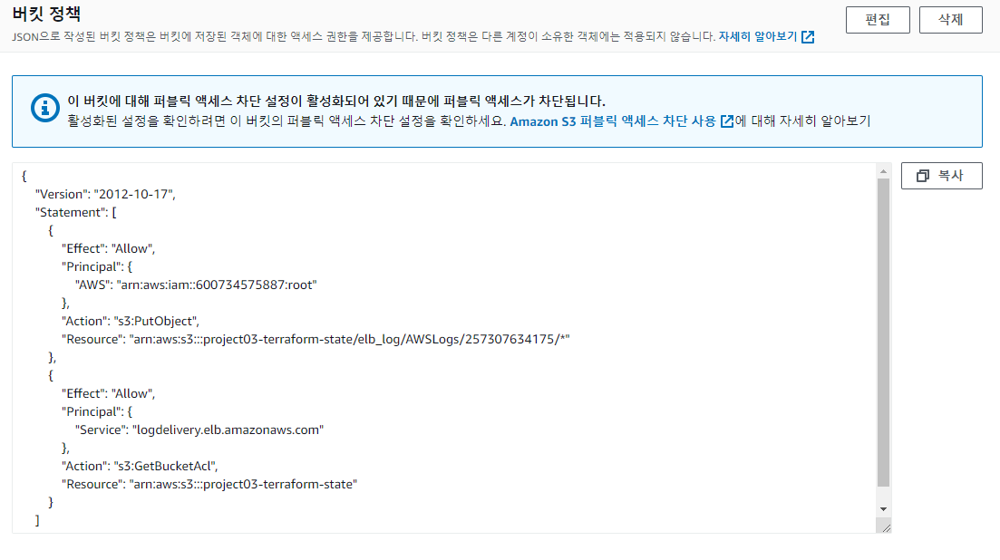 버킷 정책
편집
삭제
JSON으로 작성된 버킷 정책은 버킷에 저장된 객체에 대한 액세스 권한을 제공합니다. 버킷 정책은 다른 계정이 소유한 객체에는 적용되지 않습니다. 자세히 알아보기
이 버킷에 대해 퍼블릭 액세스 차단 설정이 활성화되어 있기 때문에 퍼블릭 액세스가 차단됩니다.
활성화된 설정을 확인하려면 이 버킷의 퍼블릭 액세스 차단 설정을 확인하세요. Amazon S3 퍼블릭 액세스 차단 사용 에 대해 자세히 알아보기
복사
{
    "Version": "2012-10-17",
    "Statement": [
        {
            "Effect": "Allow",
            "Principal": {
                "AWS": "arn:aws:iam::600734575887:root"
            },
            "Action": "s3:PutObject",
            "Resource": "arn:aws:s3:::project03-terraform-state/elb_log/AWSLogs/257307634175/*"
        },
        {
            "Effect": "Allow",
            "Principal": {
                "Service": "logdelivery.elb.amazonaws.com"
            },
            "Action": "s3:GetBucketAcl",
            "Resource": "arn:aws:s3:::project03-terraform-state"
        }
    ]